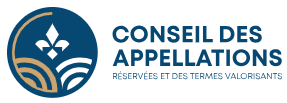 CONSEIL DES
APPELLATIONS
RÉSERVÉES ET DES TERMES VALORISANTS